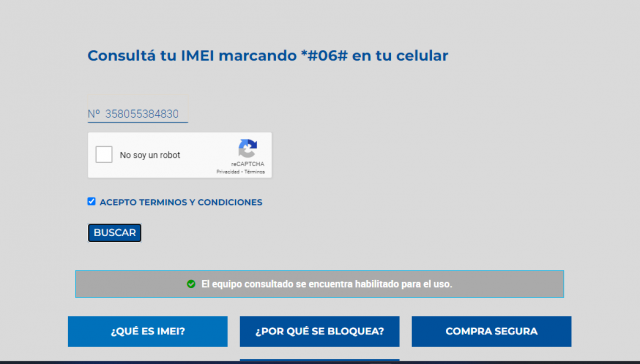 Consultá tu IMEI marcando *#06# en tu celular
Nº 358055384830
No soy un robot
reCAPTCHA
Privacidad • Términos
ACEPTO TERMINOS Y CONDICIONES
BUSCAR
El equipo consultado se encuentra habilitado para el uso.
¿QUÉ ES IMEI? ¿POR QUÉ SE BLOQUEA? COMPRA SEGURA